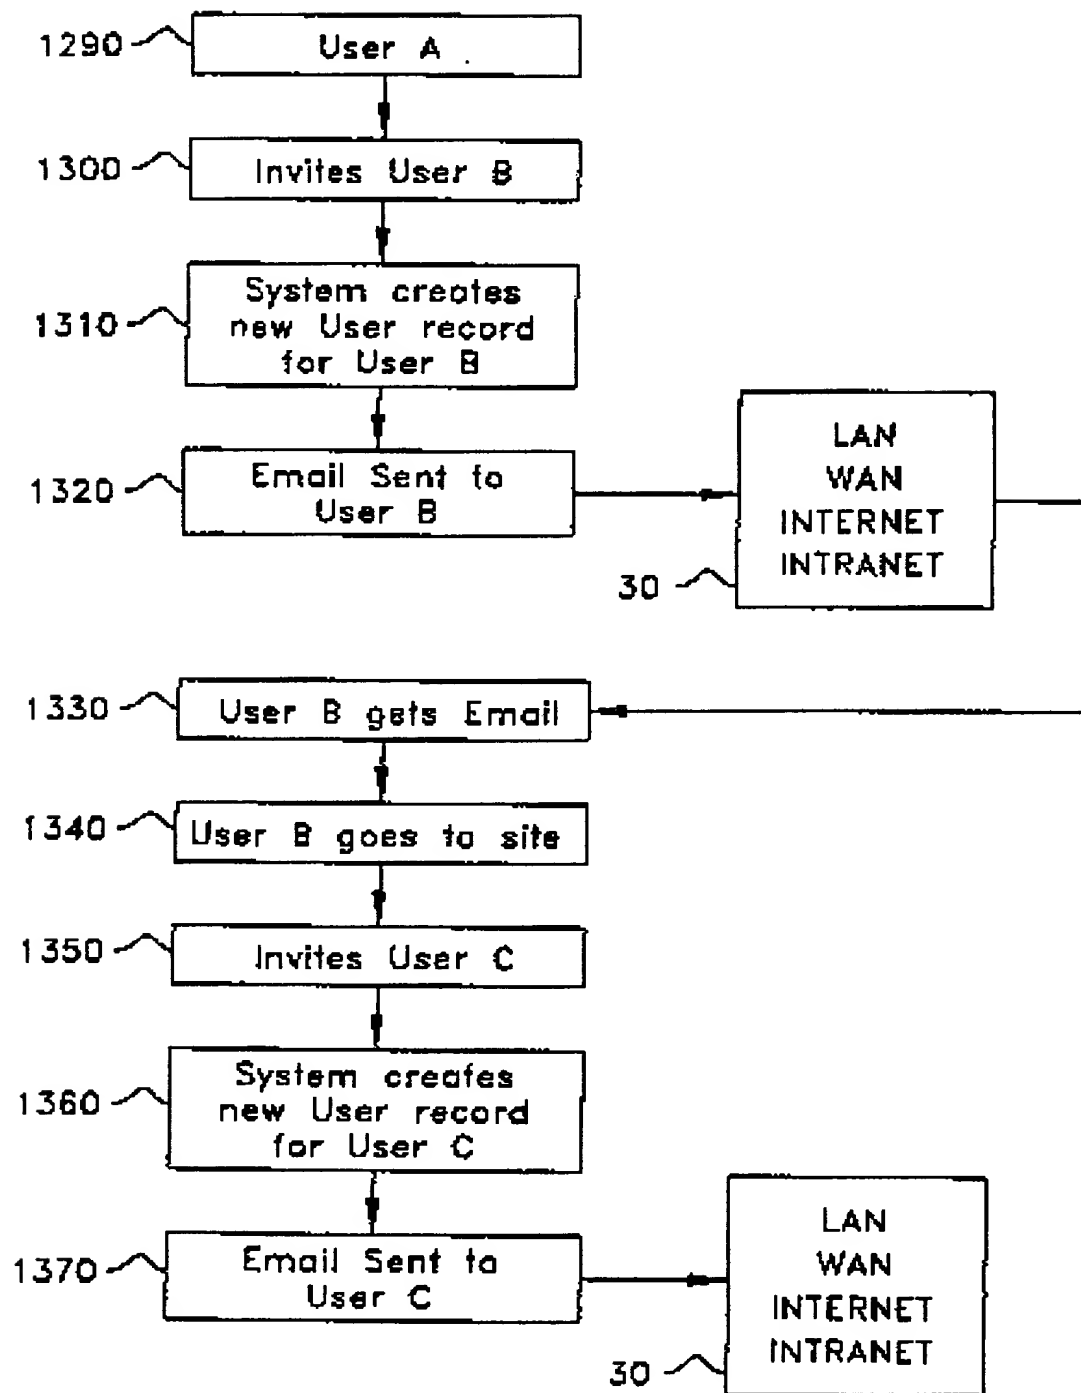 1290
User A
1300
Invites User B
1310
System creates
new User record
for User B
1320
Email Sent to
User B
LAN
WAN
INTERNET
INTRANET
30
1330
User B gets Email
1340
User B goes to site
1350
Invites User C
1360
System creates
new User record
for User C
1370
Email Sent to
User C
LAN
WAN
INTERNET
INTRANET
30